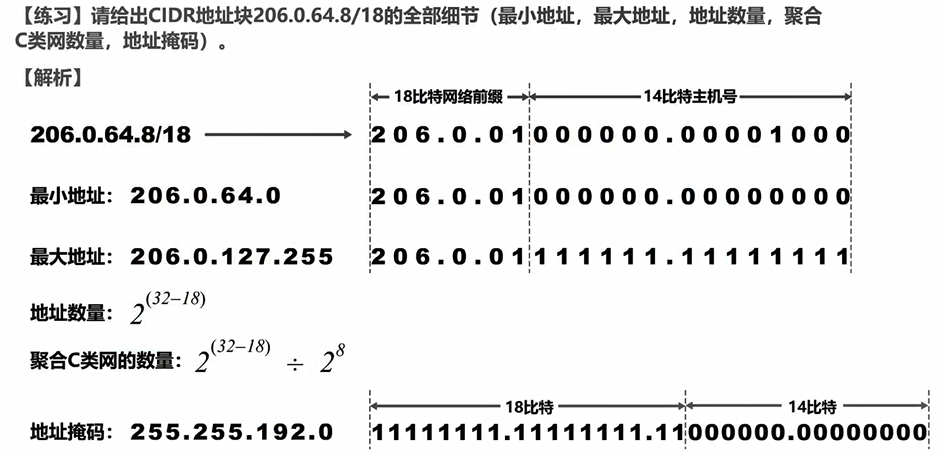 【练习】请给出CIDR地址块206.0.64.8/18的全部细节（最小地址，最大地址，地址数量，聚合
C类网数量，地址掩码）。
【解析】
18比特网络前缀 14比特主机号
206.0.64.8/18 206.0.01000000.00001000
最小地址：206.0.64.0 206.0.01000000.00000000
最大地址：206.0.127.255 206.0.01111111.11111111
地址数量：2^(32−18)
聚合C类网的数量：2^(32−18) ÷ 2^8
18比特 14比特
地址掩码：255.255.192.0 11111111.11111111.11000000.00000000